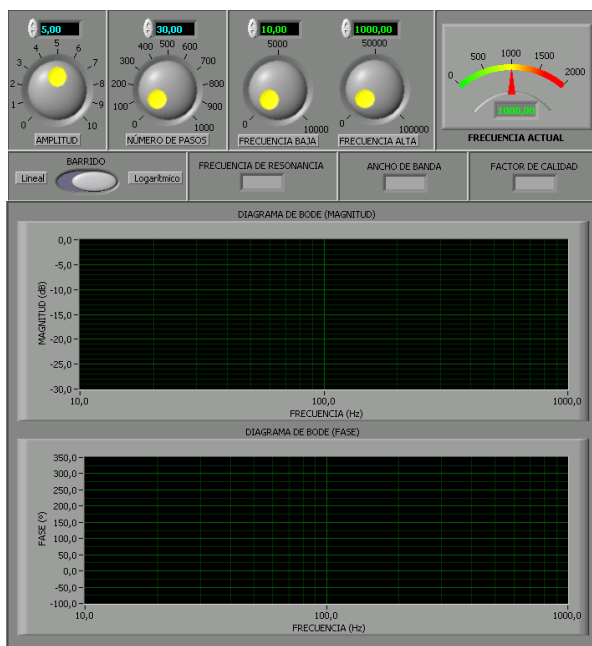 5,00
30,00
10,00
1000,00
0 1 2 3 4 5 6 7 8 9 10
AMPLITUD
0 100 200 300 400 500 600 700 800 900 1000
NÚMERO DE PASOS
0 5000 10000
FRECUENCIA BAJA
0 50000 100000
FRECUENCIA ALTA
0 500 1000 1500 2000
FRECUENCIA ACTUAL
BARRIDO
Lineal
Logarítmico
FRECUENCIA DE RESONANCIA
ANCHO DE BANDA
FACTOR DE CALIDAD
DIAGRAMA DE BODE (MAGNITUD)
MAGNITUD (dB)
0,0
-5,0
-10,0
-15,0
-20,0
-25,0
-30,0
10,0 100,0 1000,0
FRECUENCIA (Hz)
DIAGRAMA DE BODE (FASE)
FASE (º)
350,0
300,0
250,0
200,0
150,0
100,0
50,0
0,0
-50,0
-100,0
10,0 100,0 1000,0
FRECUENCIA (Hz)